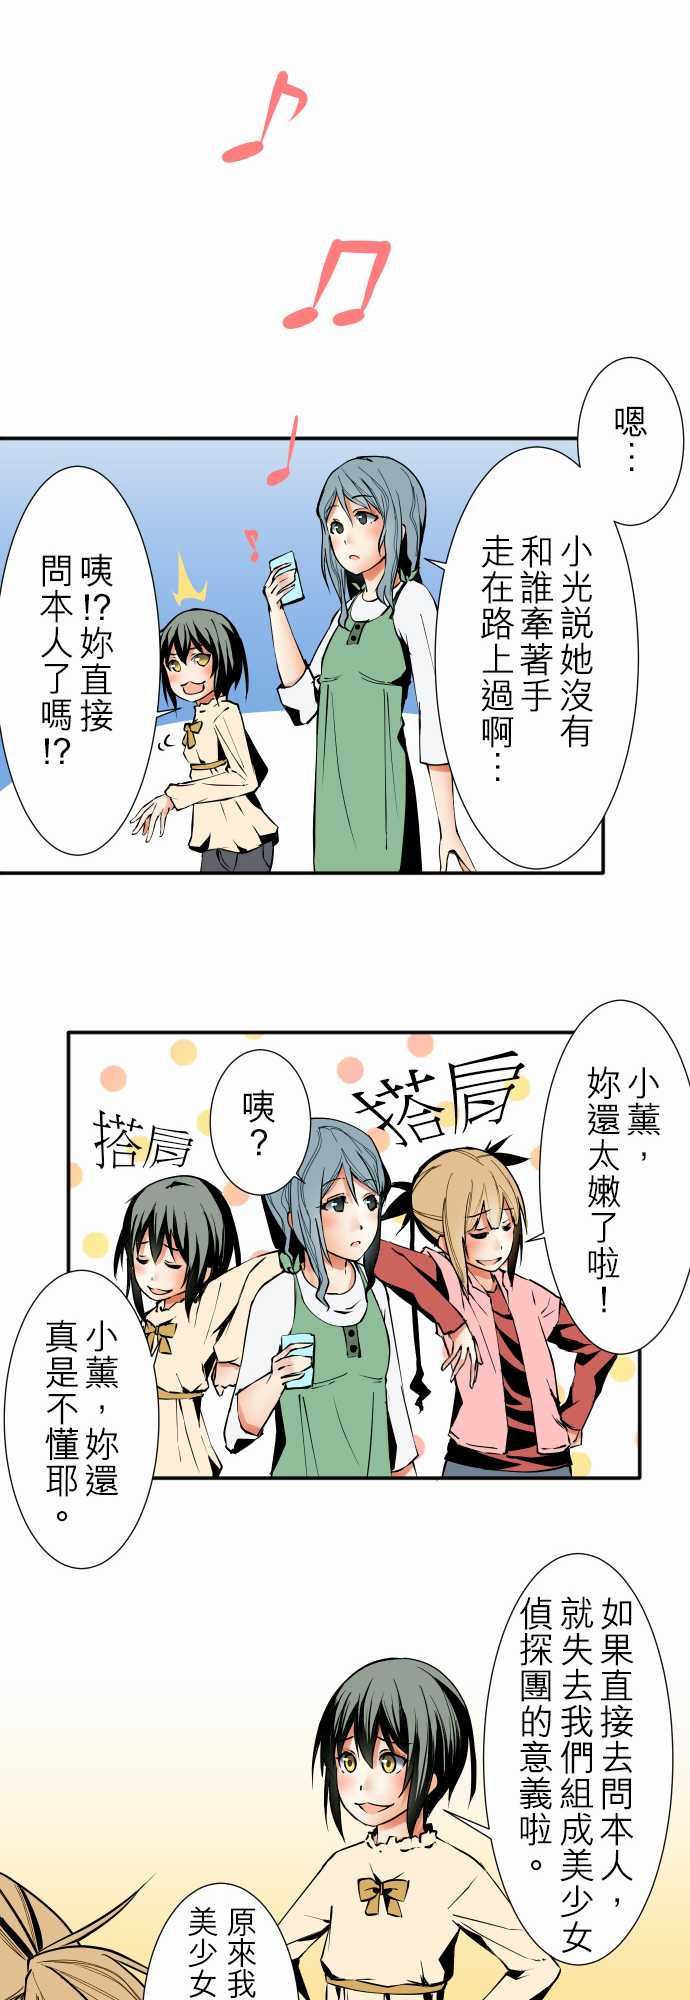 嗯…
小光說她沒有
和誰牽著手
走在路上過啊…
咦!?妳直接
問本人了嗎!?
小薰，
妳還太嫩了啦！
搭肩
咦？
搭肩
小薰，妳還
真是不懂耶。
如果直接去問本人，
就失去我們組成美少女
偵探團的意義啦。
原來我
美少女